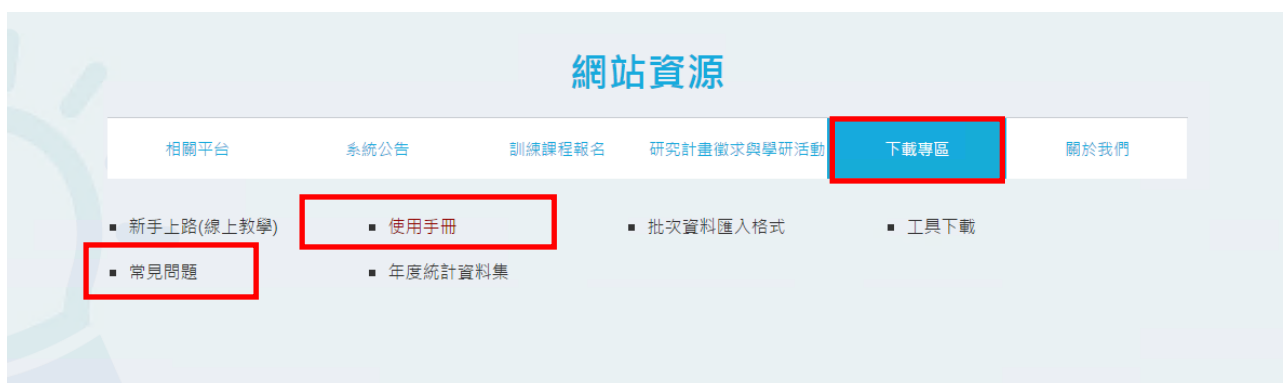 網站資源
相關平台 系統公告 訓練課程報名 研究計畫徵求與學研活動 下載專區 關於我們
▪ 新手上路(線上教學) ▪ 使用手冊 ▪ 批次資料匯入格式 ▪ 工具下載
▪ 常見問題 ▪ 年度統計資料集